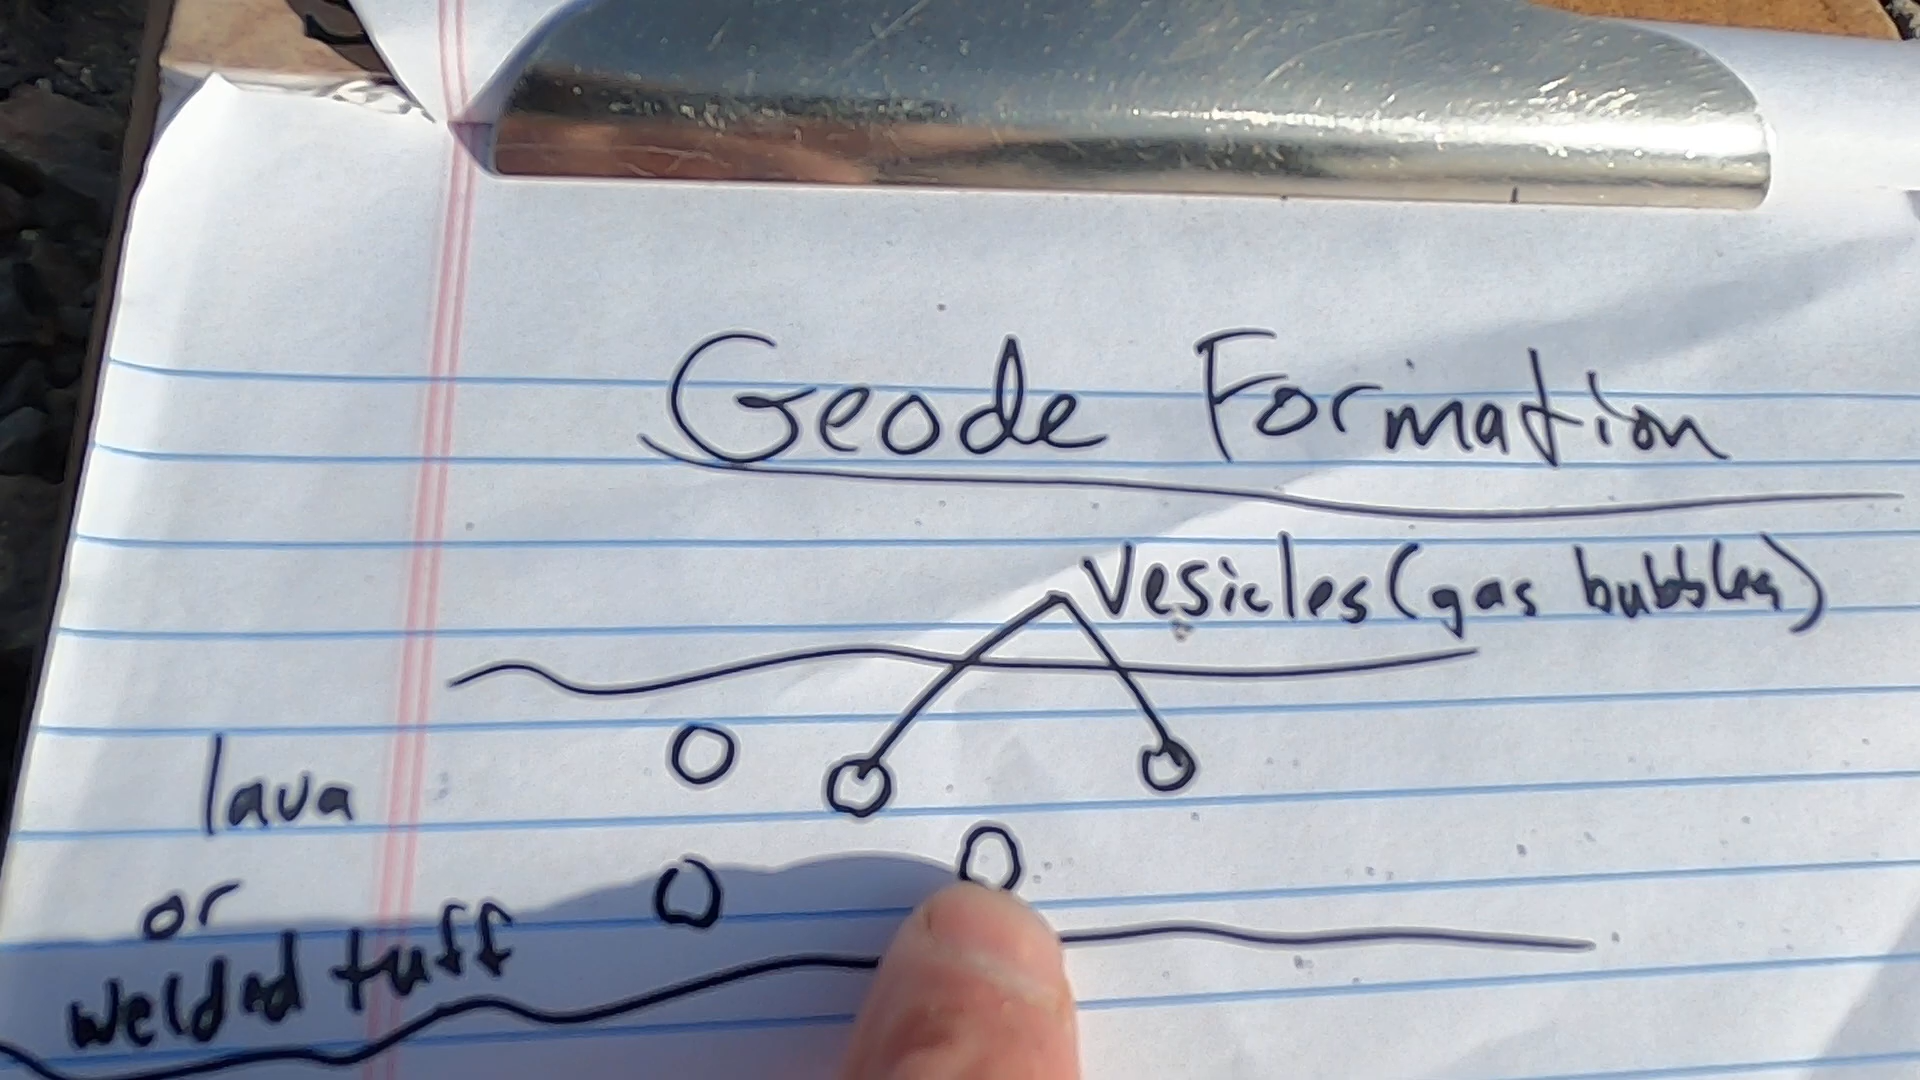 Geode Formation
Vesicles (gas bubbles)
lava
or
welded tuff